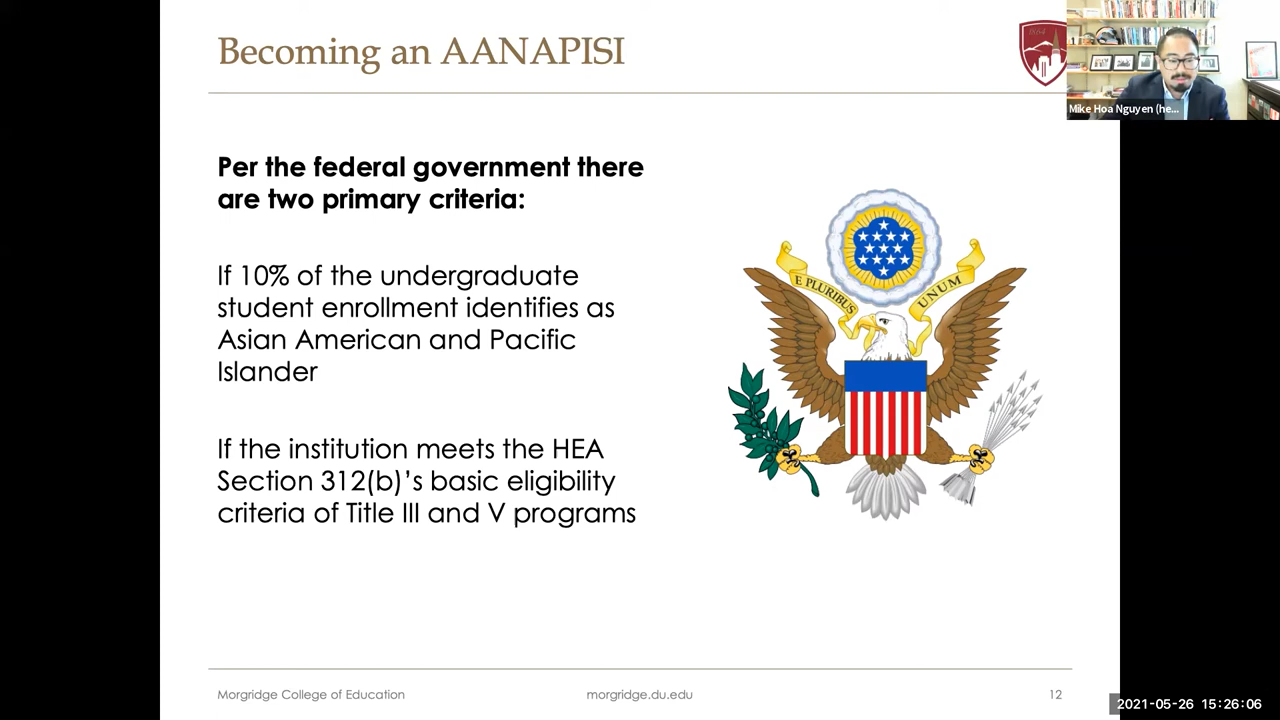 Becoming an AANAPISI
Mike Hoa Nguyen (he...
Per the federal government there
are two primary criteria:
If 10% of the undergraduate
student enrollment identifies as
Asian American and Pacific
Islander
If the institution meets the HEA
Section 312(b)'s basic eligibility
criteria of Title III and V programs
E PLURIBUS
UNUM
Morgridge College of Education
morgridge.du.edu
12
2021-05-26 15:26:06